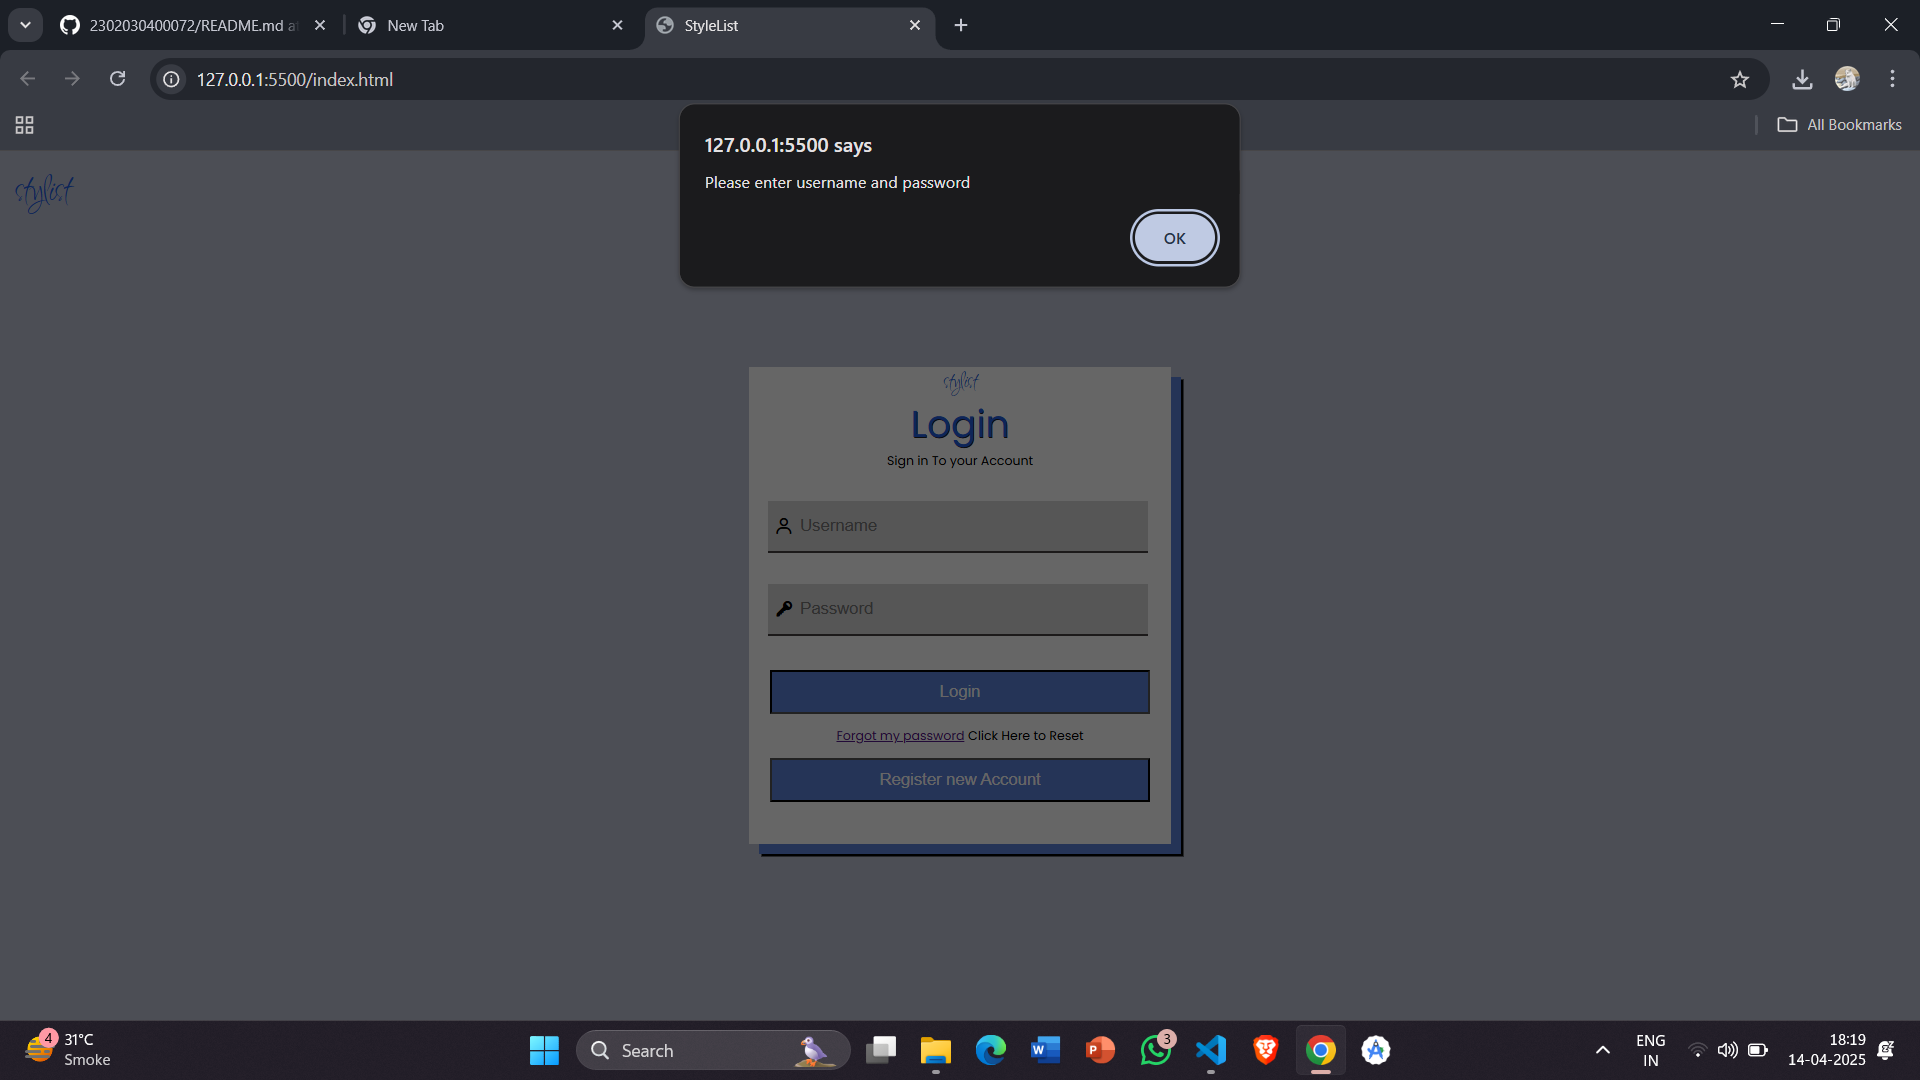 2302030400072/README.md at
New Tab
StyleList
127.0.0.1:5500/index.html
All Bookmarks
127.0.0.1:5500 says
Please enter username and password
OK
stylist
stylist
Login
Sign in To your Account
Username
Password
Login
Forgot my password Click Here to Reset
Register new Account
4
31°C
Smoke
Search
W
P
3
ENG
IN
18:19
14-04-2025